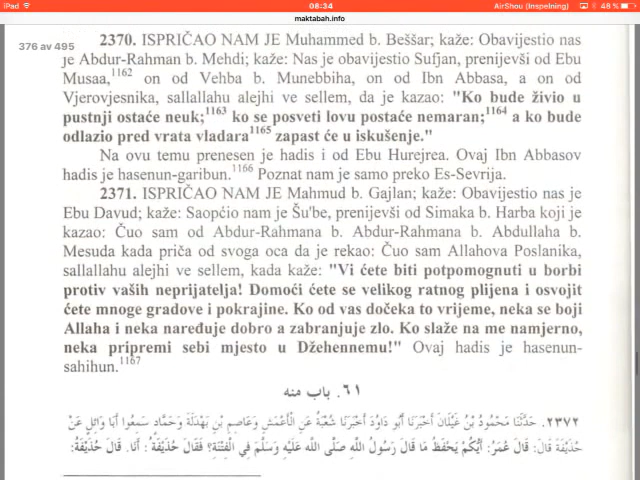 iPad
08:34
AirShou (Inspelning)
48 %
maktabah.info
376 av 495
2370. ISPRIČAO NAM JE Muhammed b. Beššar; kaže: Obavijestio nas
je Abdur-Rahman b. Mehdi; kaže: Nas je obavijestio Sufjan, prenijevši od Ebu
Musaa,1162 on od Vehba b. Munebbiha, on od Ibn Abbasa, a on od
Vjerovjesnika, sallallahu alejhi ve sellem, da je kazao: "Ko bude živio u
pustnji ostaće neuk;1163 ko se posveti lovu postaće nemaran;1164 a ko bude
odlazio pred vrata vladara1165 zapast će u iskušenje."
Na ovu temu prenesen je hadis i od Ebu Hurejrea. Ovaj Ibn Abbasov
hadis je hasenun-garibun.1166 Poznat nam je samo preko Es-Sevrija.
2371. ISPRIČAO NAM JE Mahmud b. Gajlan; kaže: Obavijestio nas je
Ebu Davud; kaže: Saopćio nam je Šu'be, prenijevši od Simaka b. Harba koji je
kazao: Čuo sam od Abdur-Rahmana b. Abdur-Rahmana b. Abdullaha b.
Mesuda kada priča od svoga oca da je rekao: Čuo sam Allahova Poslanika,
sallallahu alejhi ve sellem, kada kaže: "Vi ćete biti potpomognuti u borbi
protiv vaših neprijatelja! Domoći ćete se velikog ratnog plijena i osvojit
ćete mnoge gradove i pokrajine. Ko od vas dočeka to vrijeme, neka se boji
Allaha i neka naređuje dobro a zabranjuje zlo. Ko slaže na me namjerno,
neka pripremi sebi mjesto u Džehennemu!" Ovaj hadis je hasenun-
sahihun.1167
٦١. باب منه
٢٣٧٢. حَدَّثَنَا مَحْمُودُ بْنُ غَيْلَانَ أَخْبَرَنَا أَبُو دَاوُدَ أَخْبَرَنَا شُعْبَةُ عَنِ الْأَعْمَشِ وَعَاصِمِ بْنِ بَهْدَلَةَ وَحَمَّادٍ سَمِعُوا أَبَا وَائِلٍ عَنْ
حُذَيْفَةَ قَالَ: قَالَ عُمَرُ: أَيُّكُمْ يَحْفَظُ مَا قَالَ رَسُولُ اللَّهِ صَلَّى اللَّهُ عَلَيْهِ وَسَلَّمَ فِي الْفِتْنَةِ؟ فَقَالَ حُذَيْفَةُ: أَنَا. قَالَ حُذَيْفَةُ: